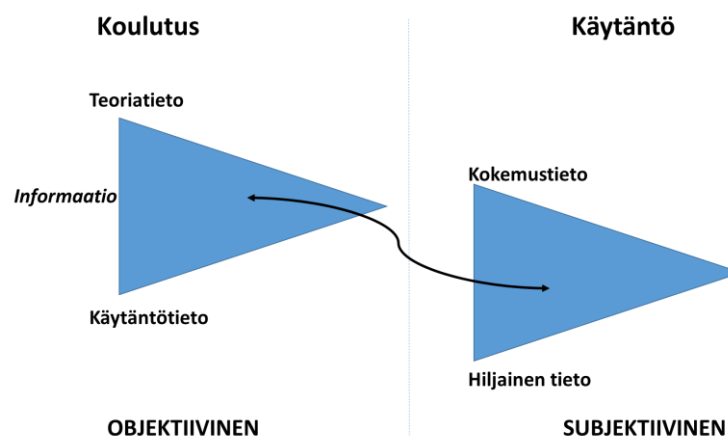 Koulutus
Käytäntö
Teoriatieto
Informaatio
Käytäntötieto
Kokemustieto
Hiljainen tieto
OBJEKTIIVINEN
SUBJEKTIIVINEN